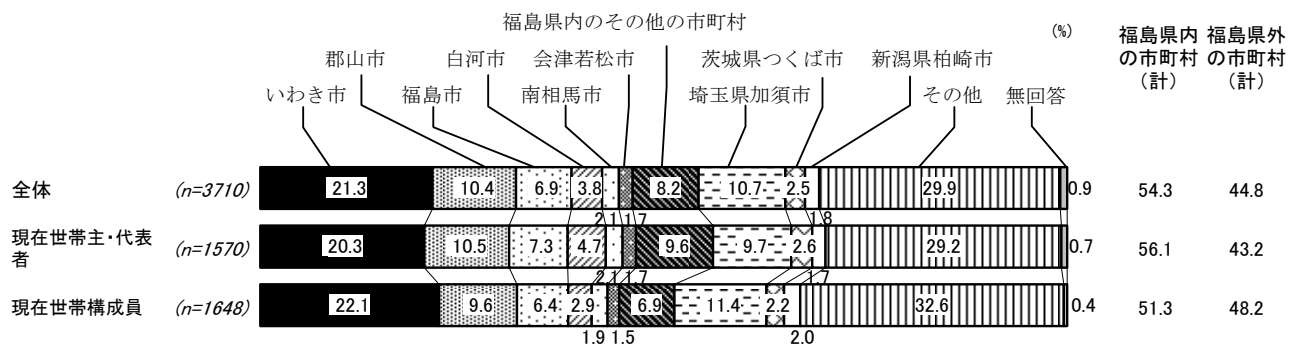 福島県内のその他の市町村
(%)
福島県内の市町村（計）
福島県外の市町村（計）
郡山市 白河市 会津若松市 茨城県つくば市 新潟県柏崎市
いわき市 福島市 南相馬市 埼玉県加須市 その他 無回答
全体 (n=3710) 21.3 10.4 6.9 3.8 8.2 10.7 2.5 29.9 0.9 54.3 44.8
2.1 1.7 1.8
現在世帯主・代表者 (n=1570) 20.3 10.5 7.3 4.7 9.6 9.7 2.6 29.2 0.7 56.1 43.2
2.1 1.7 1.7
現在世帯構成員 (n=1648) 22.1 9.6 6.4 2.9 6.9 11.4 2.2 32.6 0.4 51.3 48.2
1.9 1.5 2.0